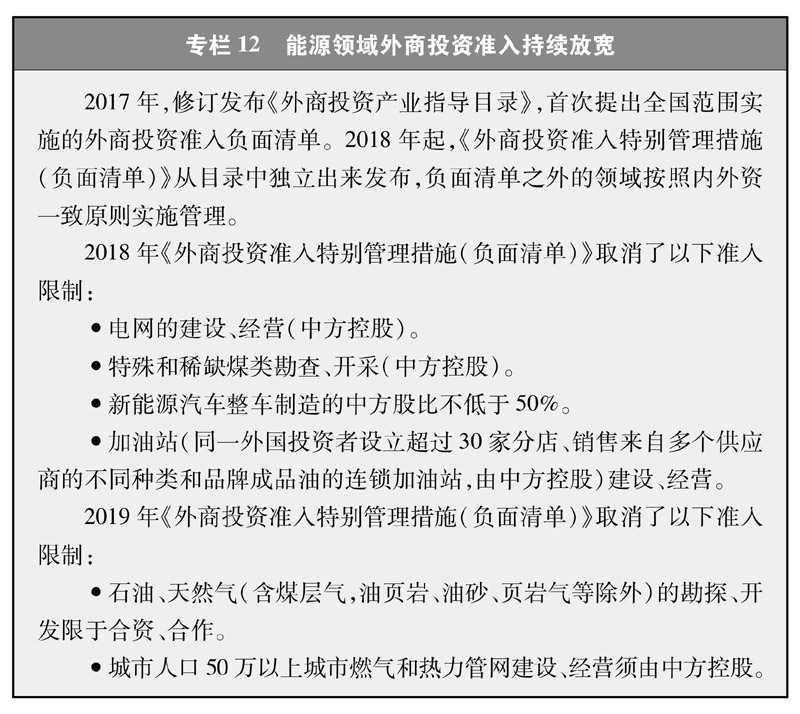 专栏 12　能源领域外商投资准入持续放宽
2017 年,修订发布《外商投资产业指导目录》,首次提出全国范围实
施的外商投资准入负面清单。2018 年起,《外商投资准入特别管理措施
(负面清单)》从目录中独立出来发布,负面清单之外的领域按照内外资
一致原则实施管理。
2018 年《外商投资准入特别管理措施(负面清单)》取消了以下准入
限制:
●电网的建设、经营(中方控股)。
●特殊和稀缺煤类勘查、开采(中方控股)。
●新能源汽车整车制造的中方股比不低于 50%。
●加油站(同一外国投资者设立超过 30 家分店、销售来自多个供应
商的不同种类和品牌成品油的连锁加油站,由中方控股)建设、经营。
2019 年《外商投资准入特别管理措施(负面清单)》取消了以下准入
限制:
●石油、天然气(含煤层气,油页岩、油砂、页岩气等除外)的勘探、开
发限于合资、合作。
●城市人口 50 万以上城市燃气和热力管网建设、经营须由中方控股。